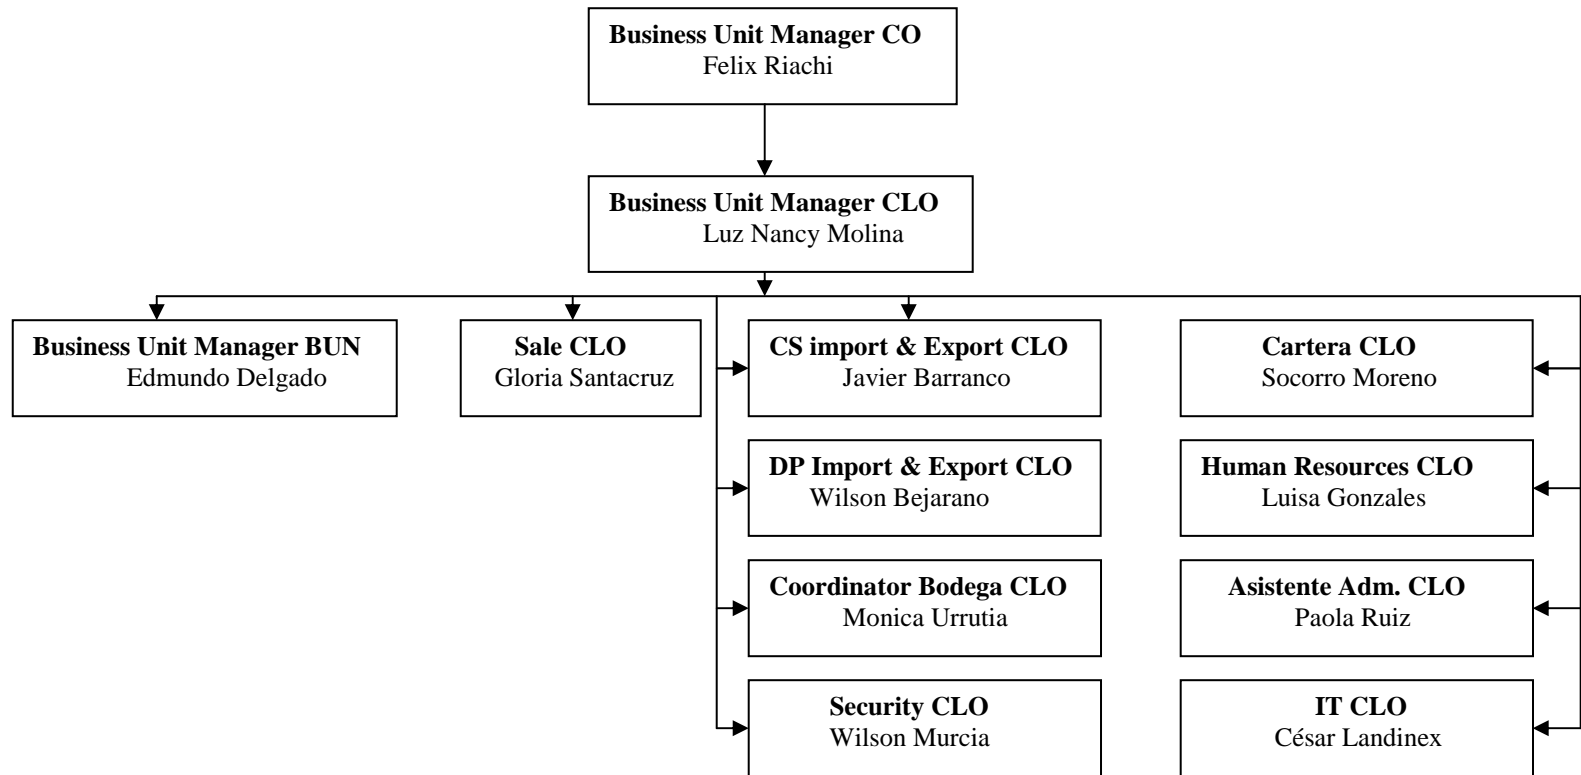 Business Unit Manager CO
Felix Riachi
Business Unit Manager CLO
Luz Nancy Molina
Business Unit Manager BUN
Edmundo Delgado
Sale CLO
Gloria Santacruz
CS import & Export CLO
Javier Barranco
Cartera CLO
Socorro Moreno
DP Import & Export CLO
Wilson Bejarano
Human Resources CLO
Luisa Gonzales
Coordinator Bodega CLO
Monica Urrutia
Asistente Adm. CLO
Paola Ruiz
Security CLO
Wilson Murcia
IT CLO
César Landinex